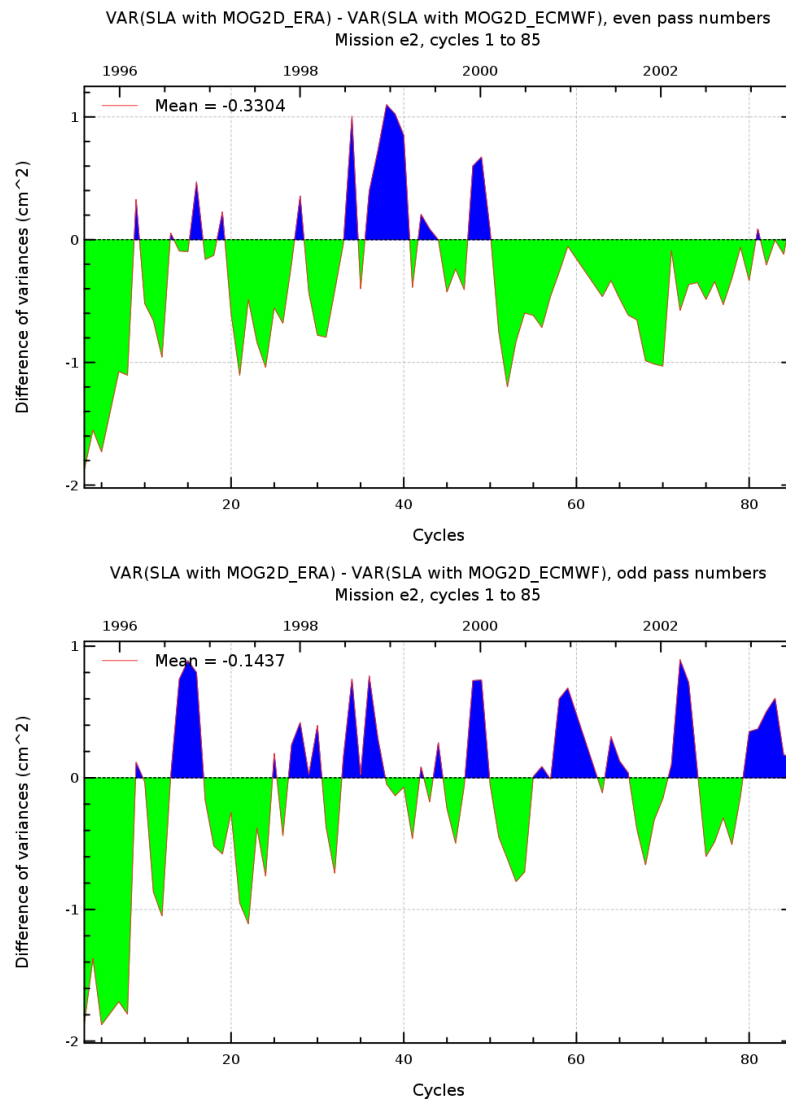 VAR(SLA with MOG2D_ERA) - VAR(SLA with MOG2D_ECMWF), even pass numbers
Mission e2, cycles 1 to 85
1996 1998 2000 2002
Mean = -0.3304
1
0
-1
-2
Difference of variances (cm^2)
20 40 60 80
Cycles
VAR(SLA with MOG2D_ERA) - VAR(SLA with MOG2D_ECMWF), odd pass numbers
Mission e2, cycles 1 to 85
1996 1998 2000 2002
1
Mean = -0.1437
0
-1
-2
Difference of variances (cm^2)
20 40 60 80
Cycles